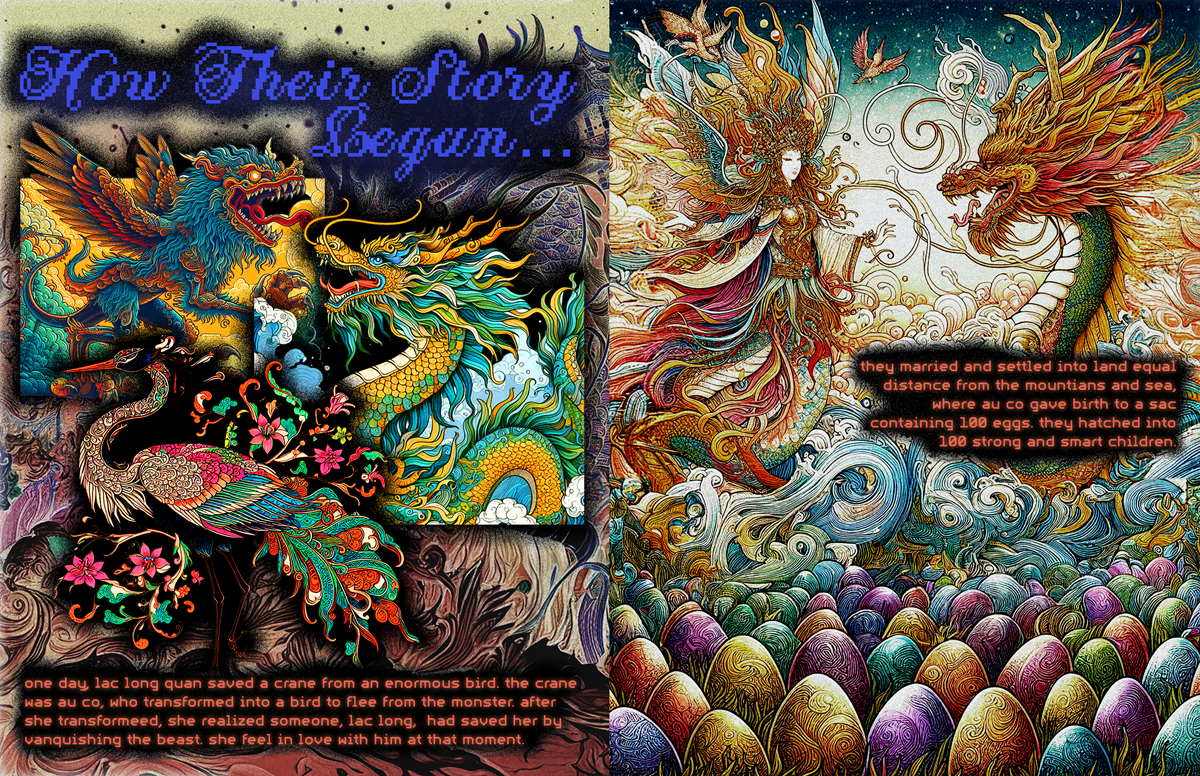 How Their Story
Begun...
one day, lac long quan saved a crane from an enormous bird. the crane
was au co, who transformed into a bird to flee from the monster. after
she transformeed, she realized someone, lac long, had saved her by
vanquishing the beast. she feel in love with him at that moment.
they married and settled into land equal
distance from the mountians and sea,
where au co gave birth to a sac
containing 100 eggs. they hatched into
100 strong and smart children.